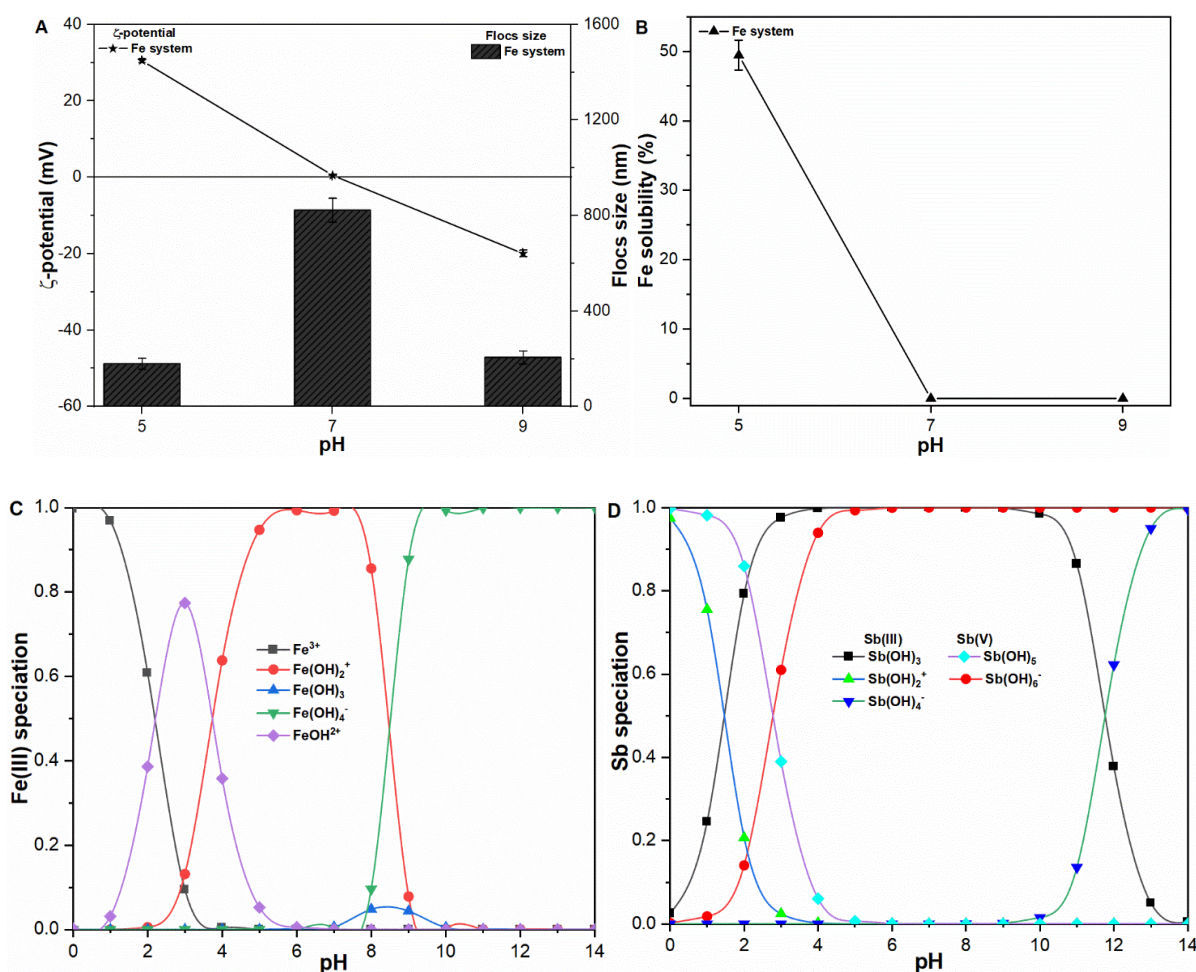 A
ζ-potential
Fe system
Flocs size
Fe system
40
20
0
-20
-40
-60
ζ-potential (mV)
1600
1200
800
400
0
Flocs size (nm)
5 7 9
pH
B
Fe system
50
40
30
20
10
0
Fe solubility (%)
5 7 9
pH
C
1.0
0.8
0.6
0.4
0.2
0.0
Fe(III) speciation
Fe³⁺
Fe(OH)₂⁺
Fe(OH)₃
Fe(OH)₄⁻
FeOH²⁺
0 2 4 6 8 10 12 14
pH
D
1.0
0.8
0.6
0.4
0.2
0.0
Sb speciation
Sb(III) Sb(V)
Sb(OH)₃ Sb(OH)₅
Sb(OH)₂⁺ Sb(OH)₆⁻
Sb(OH)₄⁻
0 2 4 6 8 10 12 14
pH